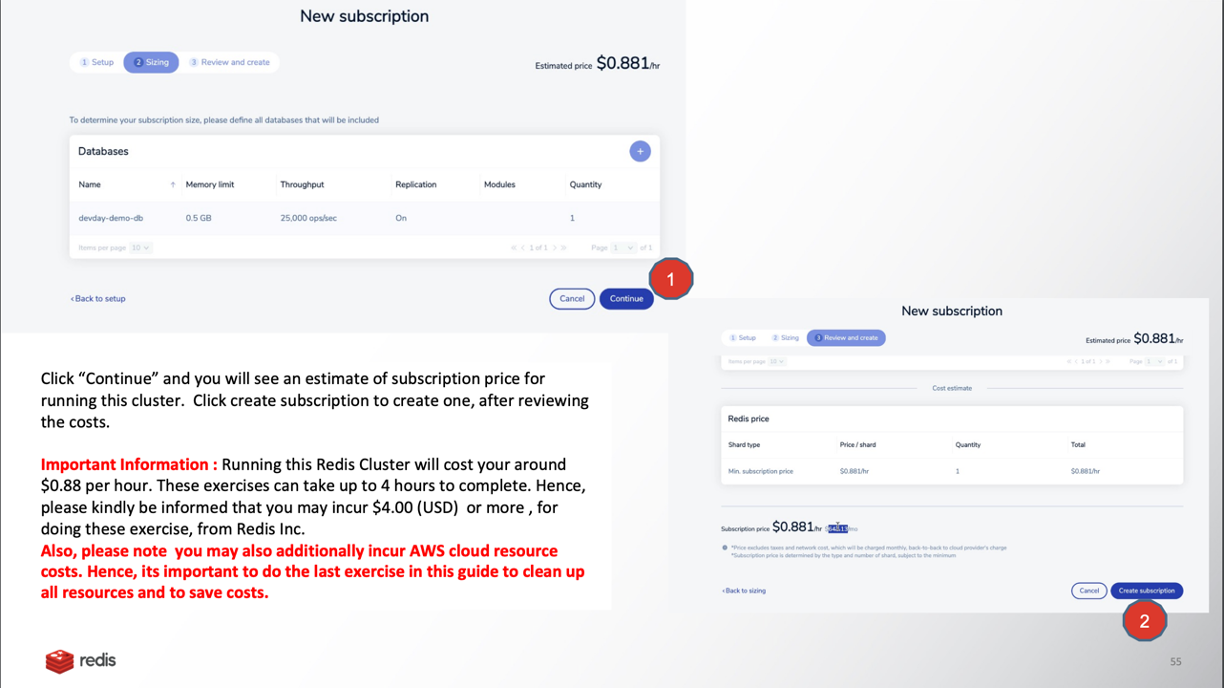 New subscription
1 Setup 2 Sizing 3 Review and create
Estimated price $0.881/hr
To determine your subscription size, please define all databases that will be included
Databases +
Name ↑ Memory limit Throughput Replication Modules Quantity
devday-demo-db 0.5 GB 25,000 ops/sec On 1
Items per page 10 1 of 1 Page 1 of 1
‹ Back to setup Cancel Continue
1
Click “Continue” and you will see an estimate of subscription price for
running this cluster. Click create subscription to create one, after reviewing
the costs.
Important Information : Running this Redis Cluster will cost your around
$0.88 per hour. These exercises can take up to 4 hours to complete. Hence,
please kindly be informed that you may incur $4.00 (USD) or more , for
doing these exercise, from Redis Inc.
Also, please note you may also additionally incur AWS cloud resource
costs. Hence, its important to do the last exercise in this guide to clean up
all resources and to save costs.
New subscription
1 Setup 2 Sizing 3 Review and create
Estimated price $0.881/hr
Items per page 10 1 of 1 Page 1 of 1
Cost estimate
Redis price
Shard type Price / shard Quantity Total
Min. subscription price $0.881/hr 1 $0.881/hr
Subscription price $0.881/hr
*Price excludes taxes and network cost, which will be charged monthly, back-to-back to cloud provider's charge
*Subscription price is determined by the type and number of shard, subject to the minimum
‹ Back to sizing Cancel Create subscription
2
redis
55